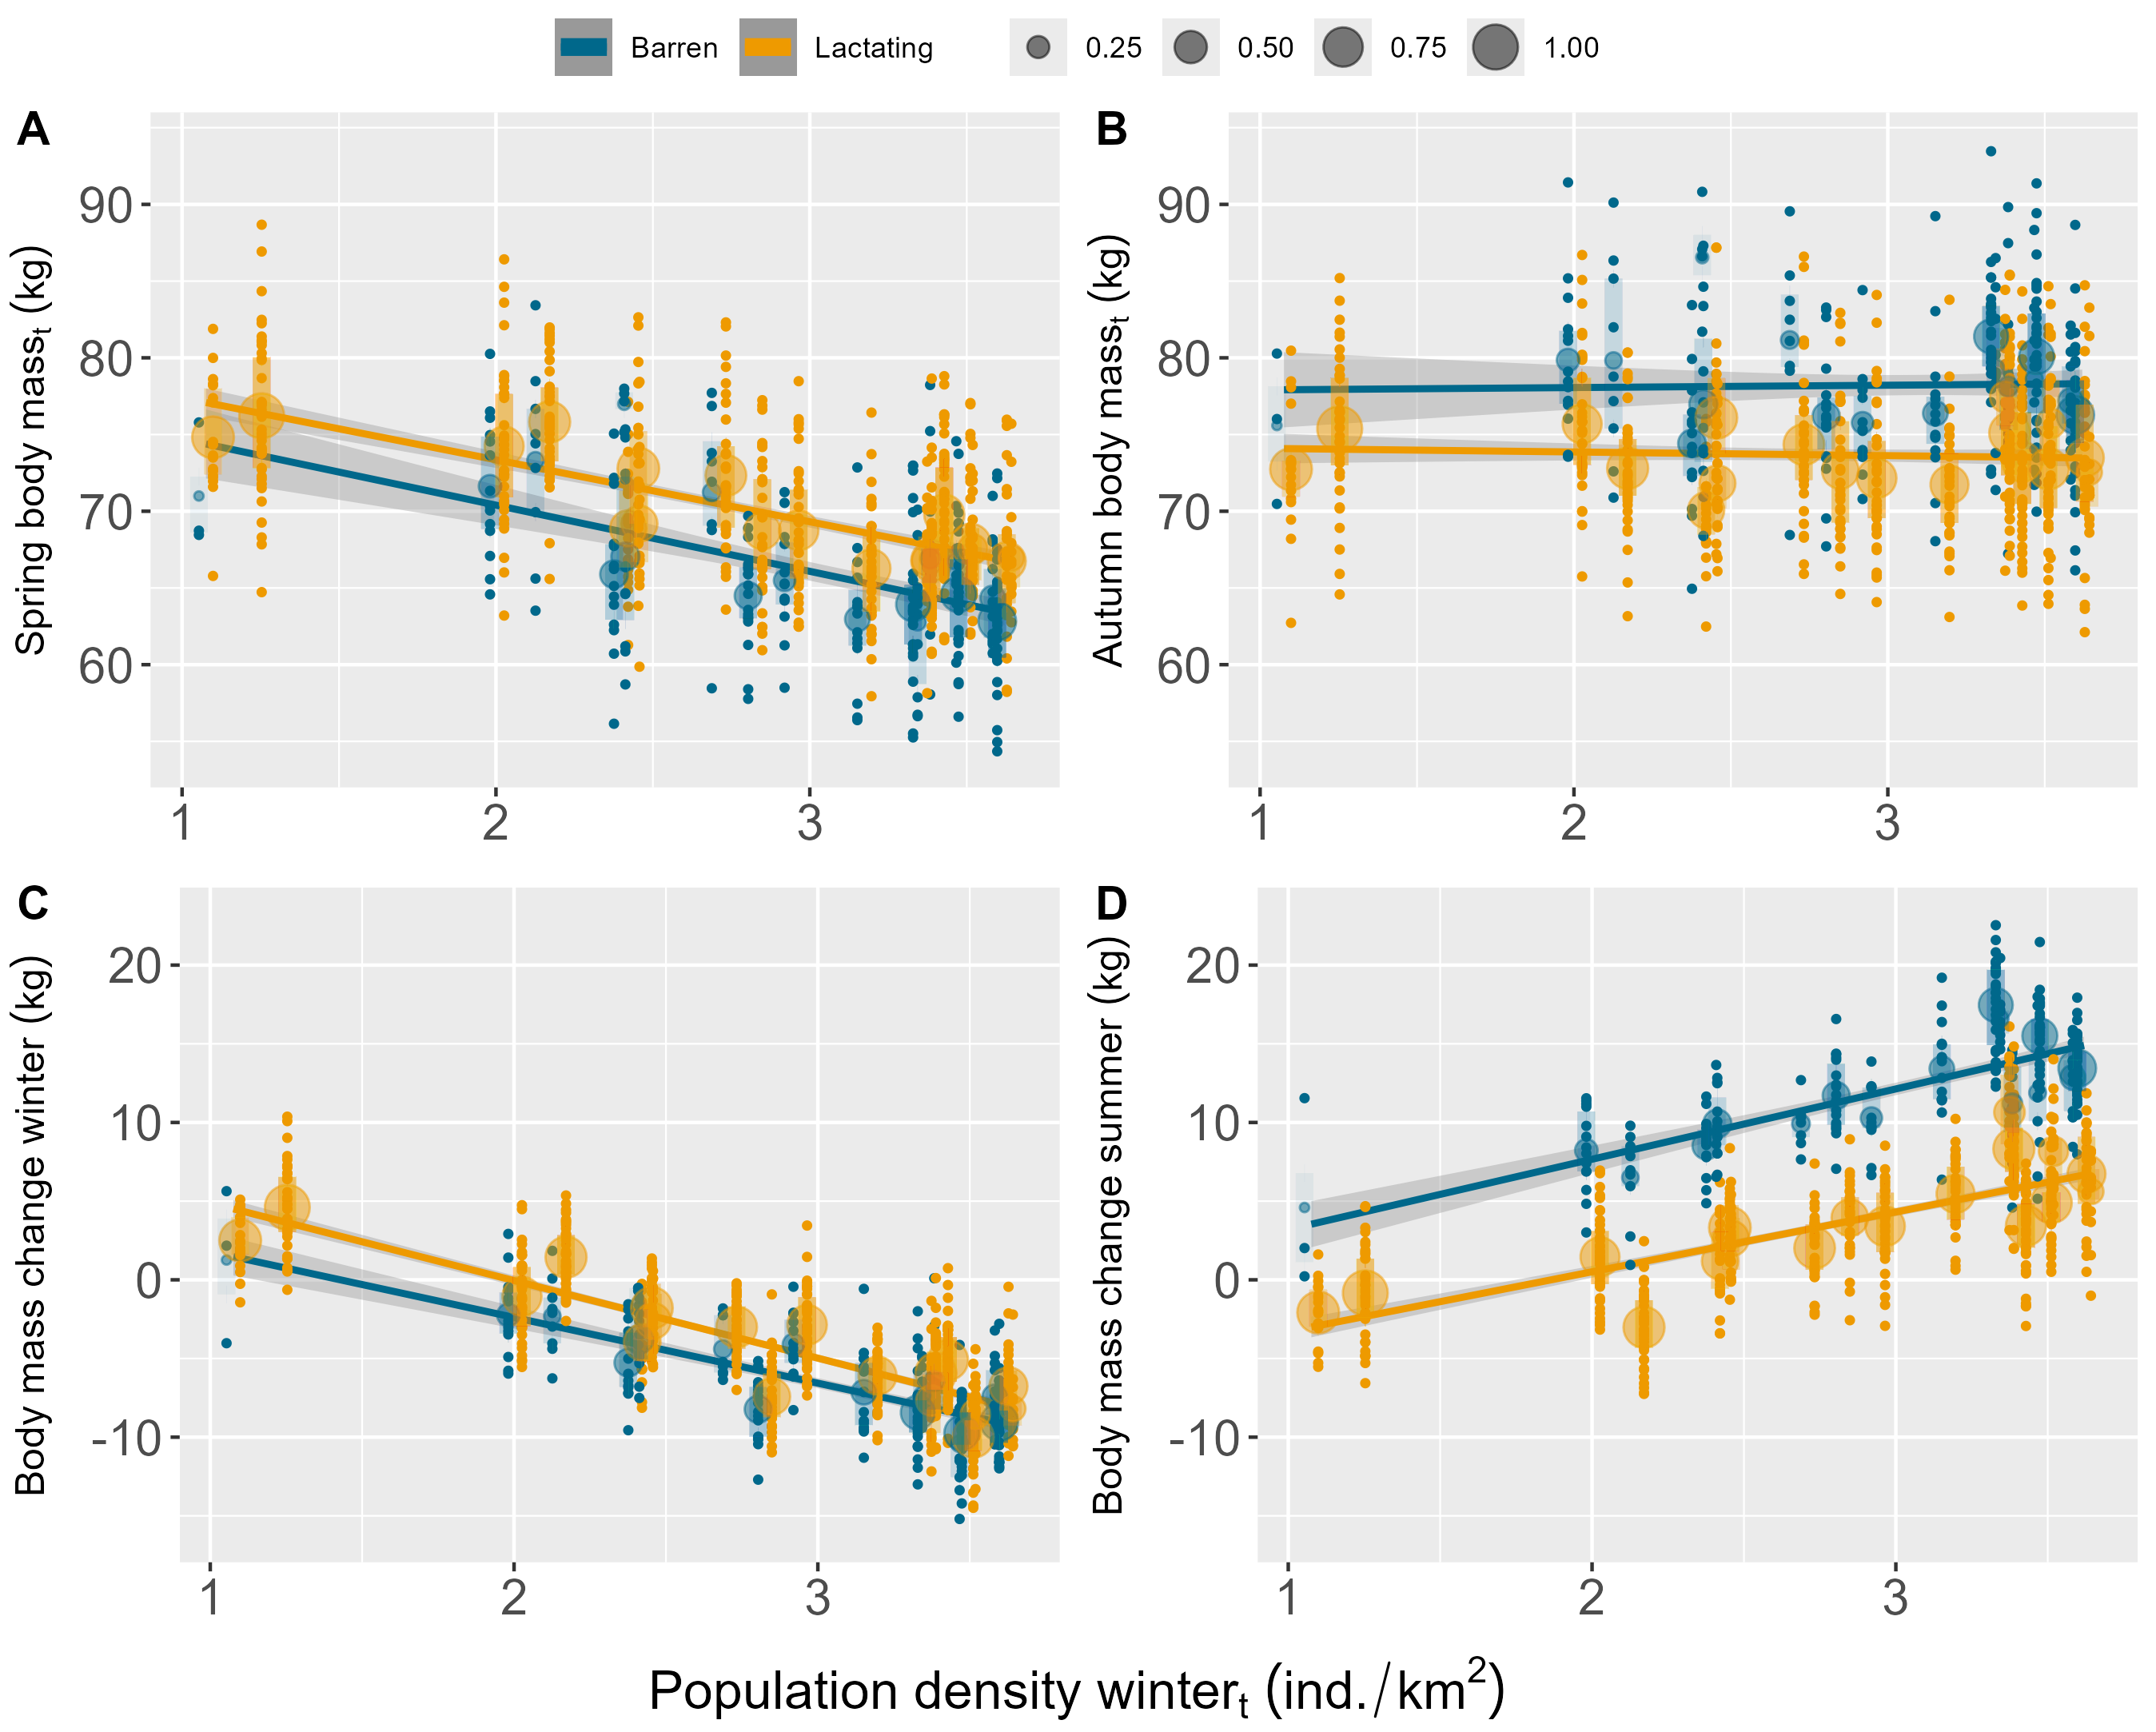 Barren Lactating 0.25 0.50 0.75 1.00
A
Spring body mass_t (kg)
90
80
70
60
1 2 3
B
Autumn body mass_t (kg)
90
80
70
60
1 2 3
C
Body mass change winter (kg)
20
10
0
-10
1 2 3
D
Body mass change summer (kg)
20
10
0
-10
1 2 3
Population density winter_t (ind./km²)